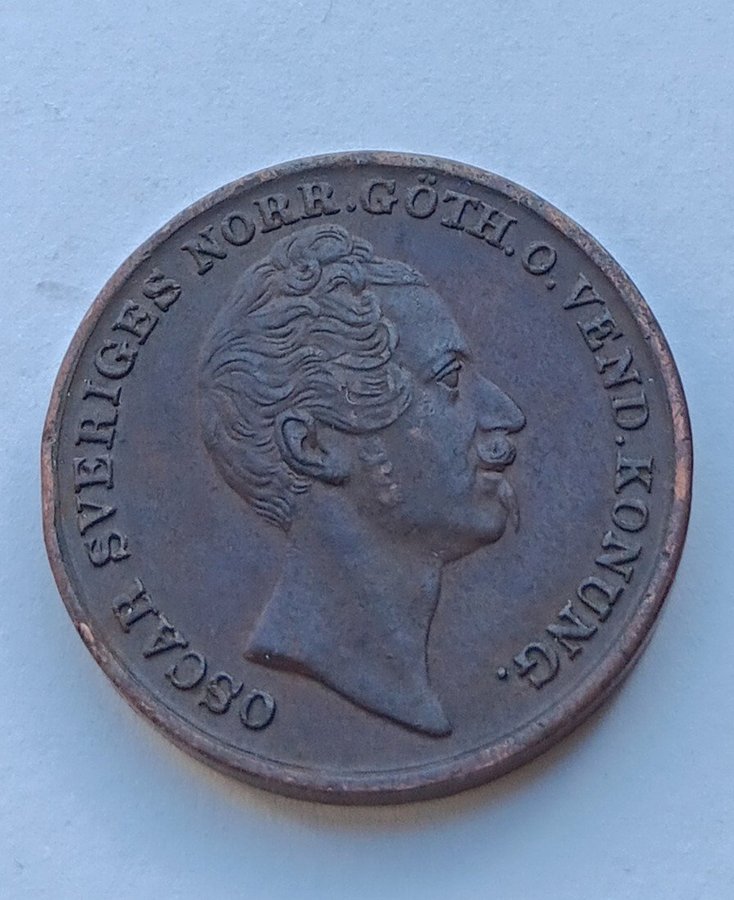 OSCAR SVERIGES NORR. GÖTH. O. VEND. KONUNG.